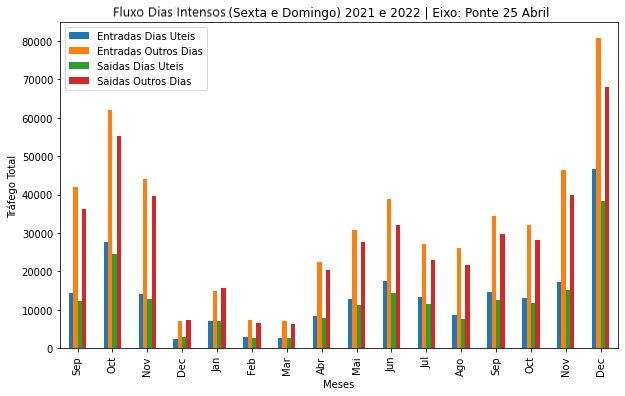 Fluxo Dias Intensos (Sexta e Domingo) 2021 e 2022 | Eixo: Ponte 25 Abril
Entradas Dias Uteis
Entradas Outros Dias
Saidas Dias Uteis
Saidas Outros Dias
80000
70000
60000
50000
40000
30000
20000
10000
0
Tráfego Total
Sep
Oct
Nov
Dec
Jan
Feb
Mar
Abr
Mai
Jun
Jul
Ago
Sep
Oct
Nov
Dec
Meses